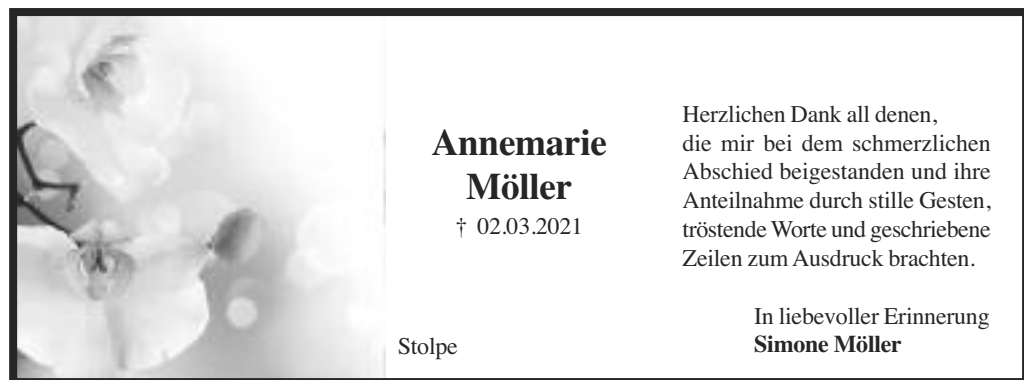 Annemarie
Möller
† 02.03.2021
Stolpe
Herzlichen Dank all denen,
die mir bei dem schmerzlichen
Abschied beigestanden und ihre
Anteilnahme durch stille Gesten,
tröstende Worte und geschriebene
Zeilen zum Ausdruck brachten.
In liebevoller Erinnerung
Simone Möller